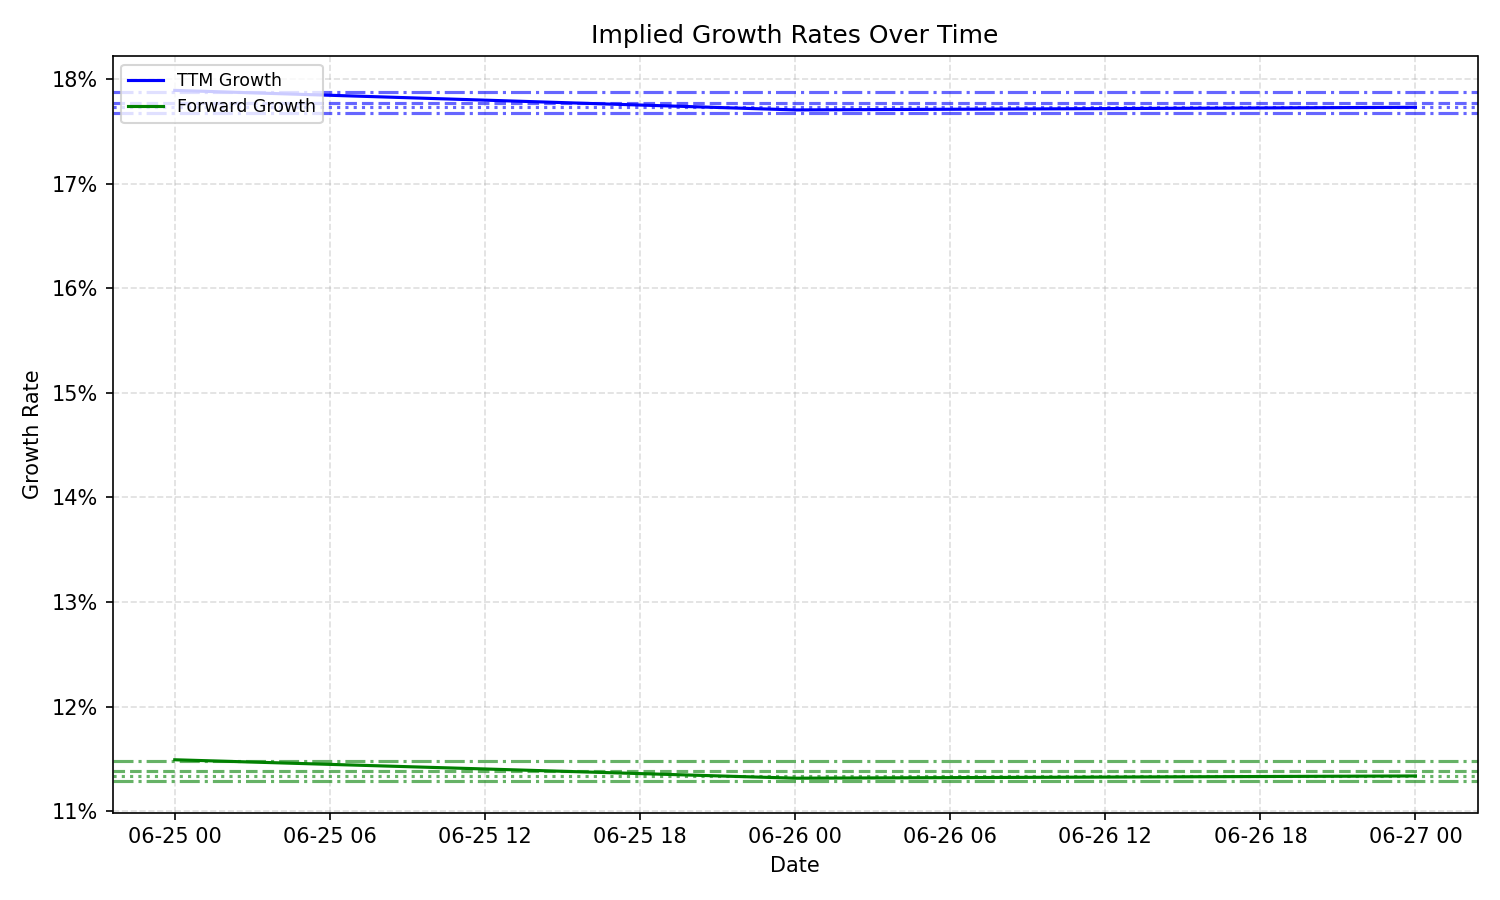 Implied Growth Rates Over Time
TTM Growth
Forward Growth
18%
17%
16%
15%
14%
13%
12%
11%
Growth Rate
06-25 00 06-25 06 06-25 12 06-25 18 06-26 00 06-26 06 06-26 12 06-26 18 06-27 00
Date